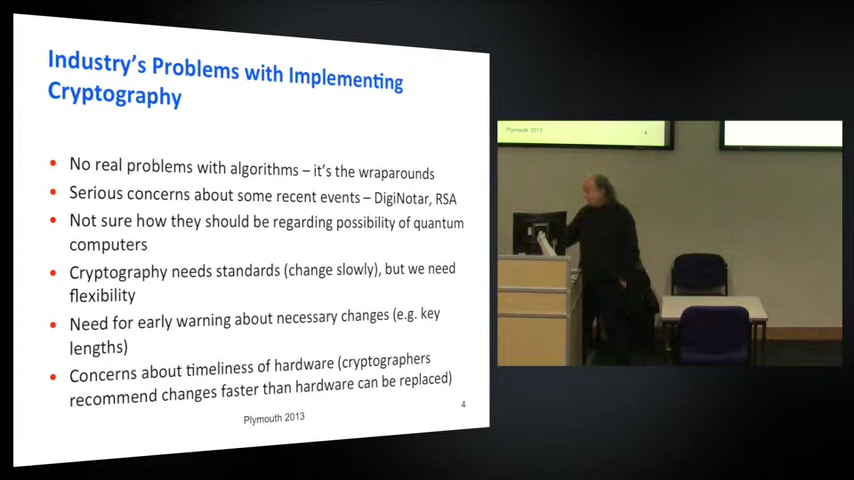 Industry's Problems with Implementing
Cryptography
• No real problems with algorithms – it's the wraparounds
• Serious concerns about some recent events – DigiNotar, RSA
• Not sure how they should be regarding possibility of quantum
computers
• Cryptography needs standards (change slowly), but we need
flexibility
• Need for early warning about necessary changes (e.g. key
lengths)
• Concerns about timeliness of hardware (cryptographers
recommend changes faster than hardware can be replaced)
Plymouth 2013
4
Plymouth 2013
4